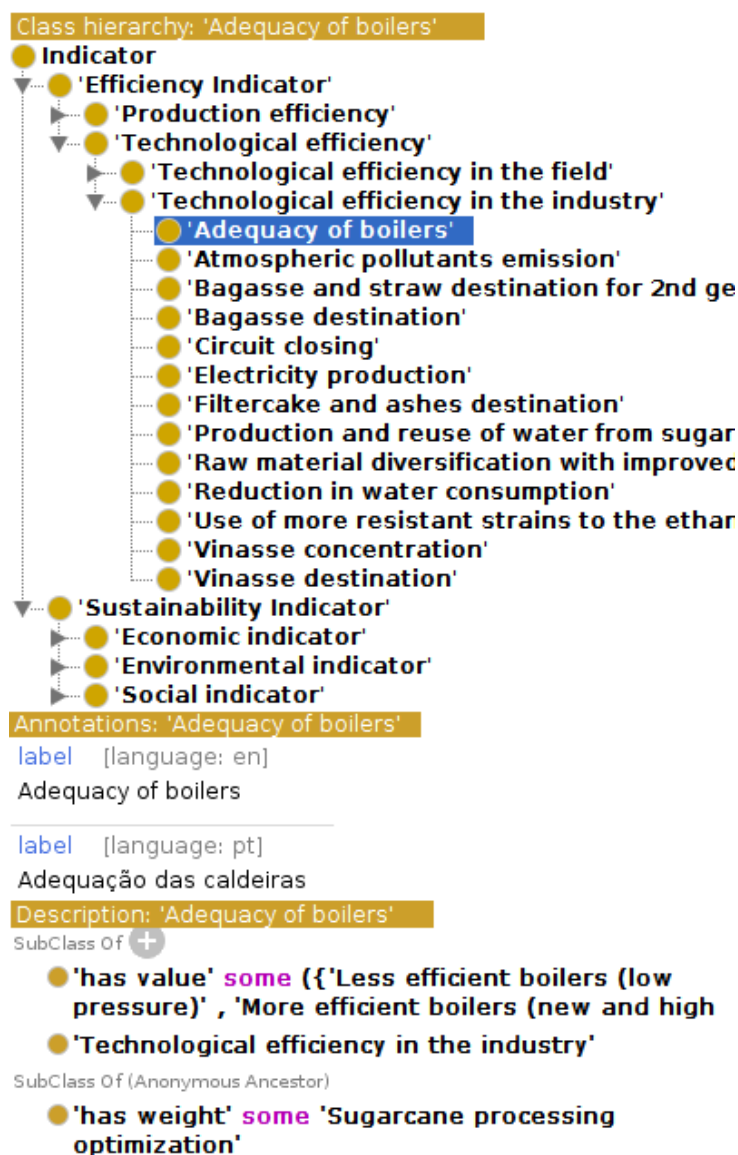 Class hierarchy: 'Adequacy of boilers'
Indicator
'Efficiency Indicator'
'Production efficiency'
'Technological efficiency'
'Technological efficiency in the field'
'Technological efficiency in the industry'
'Adequacy of boilers'
'Atmospheric pollutants emission'
'Bagasse and straw destination for 2nd ge
'Bagasse destination'
'Circuit closing'
'Electricity production'
'Filtercake and ashes destination'
'Production and reuse of water from sugar
'Raw material diversification with improved
'Reduction in water consumption'
'Use of more resistant strains to the ethan
'Vinasse concentration'
'Vinasse destination'
'Sustainability Indicator'
'Economic indicator'
'Environmental indicator'
'Social indicator'
Annotations: 'Adequacy of boilers'
label [language: en]
Adequacy of boilers
label [language: pt]
Adequação das caldeiras
Description: 'Adequacy of boilers'
SubClass Of
'has value' some ({'Less efficient boilers (low
pressure)' , 'More efficient boilers (new and high
'Technological efficiency in the industry'
SubClass Of (Anonymous Ancestor)
'has weight' some 'Sugarcane processing
optimization'